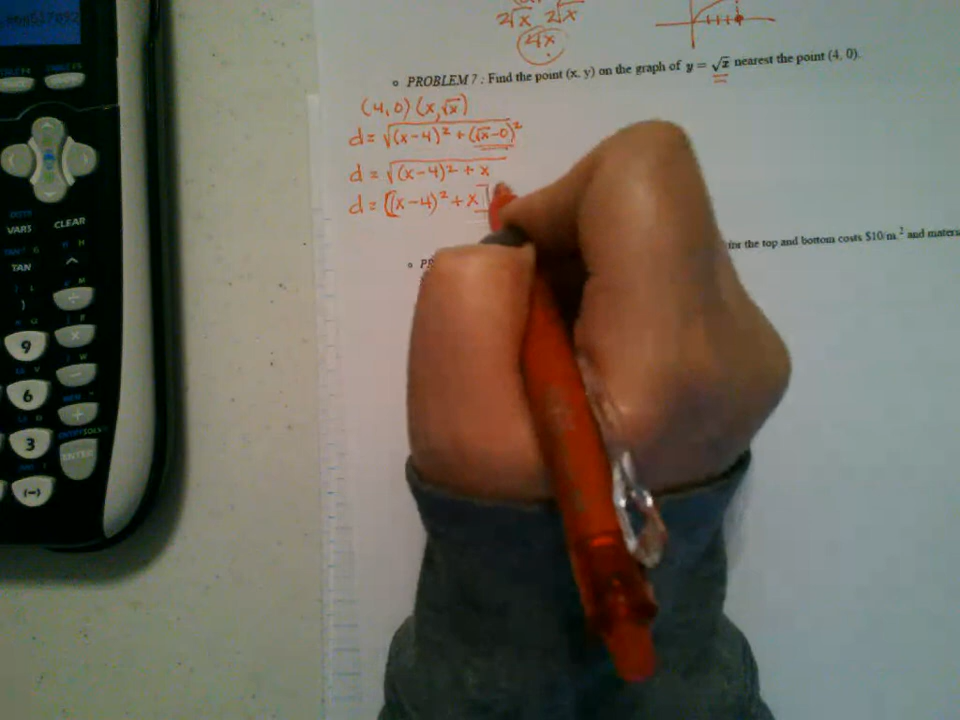 2√x 2√x
4x
○ PROBLEM 7 : Find the point (x, y) on the graph of y = √x nearest the point (4, 0).
(4,0) (x,√x)
d = √(x-4)² + (√x-0)²
d = √(x-4)² + x
d = [(x-4)² + x]
for the top and bottom costs $10/m.² and materi
VARS CLEAR
TAN ^
)
÷
9 ×
6 −
3 +
(-) ENTER